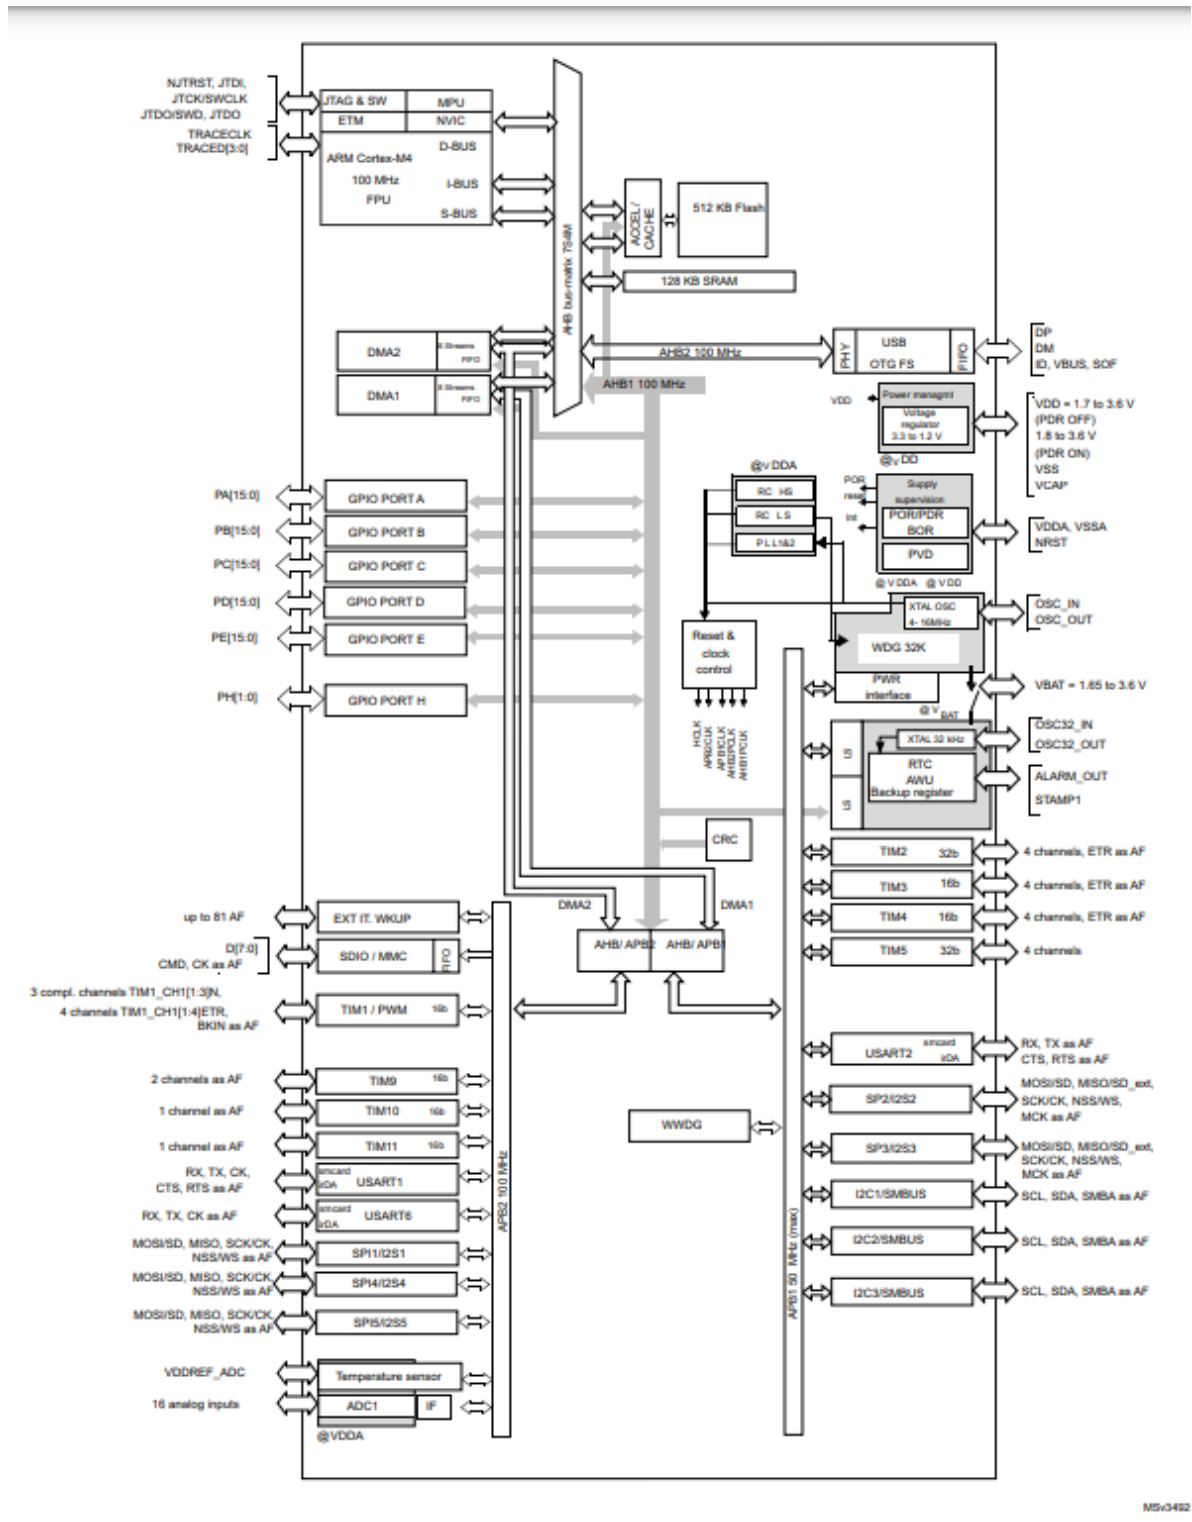 NJTRST, JTDI,
JTCK/SWCLK
JTDO/SWD, JTDO
TRACECLK
TRACED[3:0]
JTAG & SW
MPU
ETM
NVIC
ARM Cortex-M4
100 MHz
FPU
D-BUS
I-BUS
S-BUS
AHB bus-matrix 7S4M
ACCEL/
CACHE
512 KB Flash
128 KB SRAM
DMA2
8 Streams
FIFO
DMA1
8 Streams
FIFO
AHB2 100 MHz
AHB1 100 MHz
PHY
USB
OTG FS
FIFO
DP
DM
ID, VBUS, SOF
VDD
Power managmt
Voltage
regulator
3.3 to 1.2 V
@VDD
VDD = 1.7 to 3.6 V
(PDR OFF)
1.8 to 3.6 V
(PDR ON)
VSS
VCAP
@VDDA
RC HS
RC LS
PLL1&2
POR
reset
Int
Supply
supervision
POR/PDR
BOR
PVD
@VDDA @VDD
VDDA, VSSA
NRST
PA[15:0]
GPIO PORT A
PB[15:0]
GPIO PORT B
PC[15:0]
GPIO PORT C
PD[15:0]
GPIO PORT D
PE[15:0]
GPIO PORT E
PH[1:0]
GPIO PORT H
XTAL OSC
4- 16MHz
OSC_IN
OSC_OUT
Reset &
clock
control
WDG 32K
PWR
interface
VBAT = 1.65 to 3.6 V
@VBAT
HCLK
APB2CLK
APB1CLK
AHB2PCLK
AHB1PCLK
LS
LS
XTAL 32 kHz
RTC
AWU
Backup register
OSC32_IN
OSC32_OUT
ALARM_OUT
STAMP1
CRC
TIM2 32b
4 channels, ETR as AF
TIM3 16b
4 channels, ETR as AF
TIM4 16b
4 channels, ETR as AF
TIM5 32b
4 channels
DMA2
DMA1
AHB/ APB2
AHB/ APB1
up to 81 AF
EXT IT. WKUP
D[7:0]
CMD, CK as AF
SDIO / MMC
FIFO
3 compl. channels TIM1_CH1[1:3]N,
4 channels TIM1_CH1[1:4]ETR,
BKIN as AF
TIM1 / PWM 16b
2 channels as AF
TIM9 16b
1 channel as AF
TIM10 16b
1 channel as AF
TIM11 16b
RX, TX, CK,
CTS, RTS as AF
smcard
irDA
USART1
RX, TX, CK as AF
smcard
irDA
USART6
MOSI/SD, MISO, SCK/CK,
NSS/WS as AF
SPI1/I2S1
MOSI/SD, MISO, SCK/CK,
NSS/WS as AF
SPI4/I2S4
MOSI/SD, MISO, SCK/CK,
NSS/WS as AF
SPI5/I2S5
VDDREF_ADC
Temperature sensor
16 analog inputs
ADC1
IF
@VDDA
APB2 100 MHz
WWDG
APB1 50 MHz (max)
USART2
smcard
irDA
RX, TX as AF
CTS, RTS as AF
SP2/I2S2
MOSI/SD, MISO/SD_ext,
SCK/CK, NSS/WS,
MCK as AF
SP3/I2S3
MOSI/SD, MISO/SD_ext,
SCK/CK, NSS/WS,
MCK as AF
I2C1/SMBUS
SCL, SDA, SMBA as AF
I2C2/SMBUS
SCL, SDA, SMBA as AF
I2C3/SMBUS
SCL, SDA, SMBA as AF
MSv3492